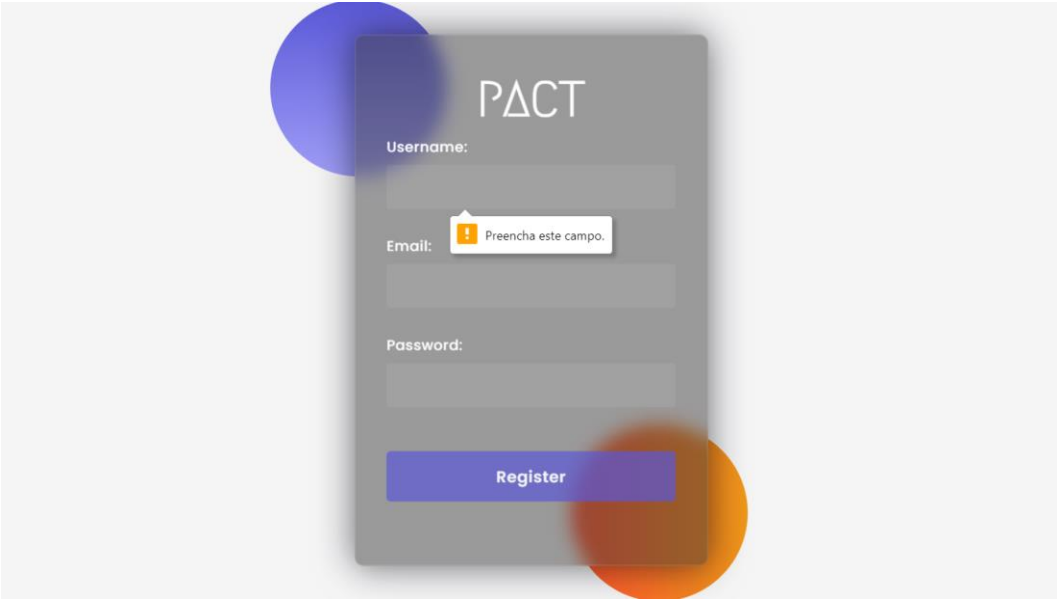 PACT
Username:
Preencha este campo.
Email:
Password:
Register